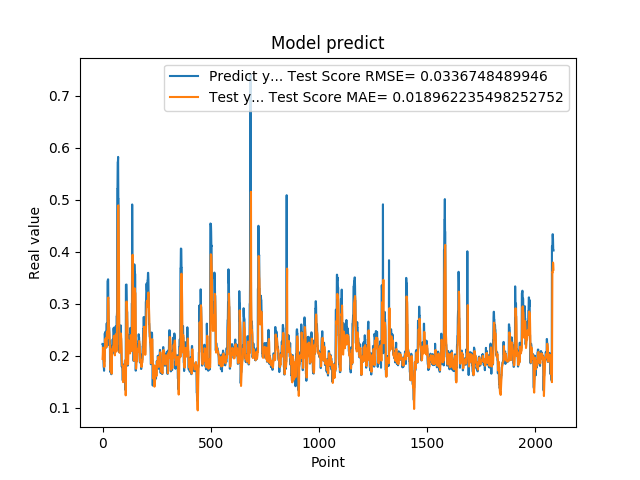 Model predict
Predict y... Test Score RMSE= 0.0336748489946
Test y... Test Score MAE= 0.018962235498252752
0.7
0.6
0.5
0.4
0.3
0.2
0.1
Real value
0 500 1000 1500 2000
Point